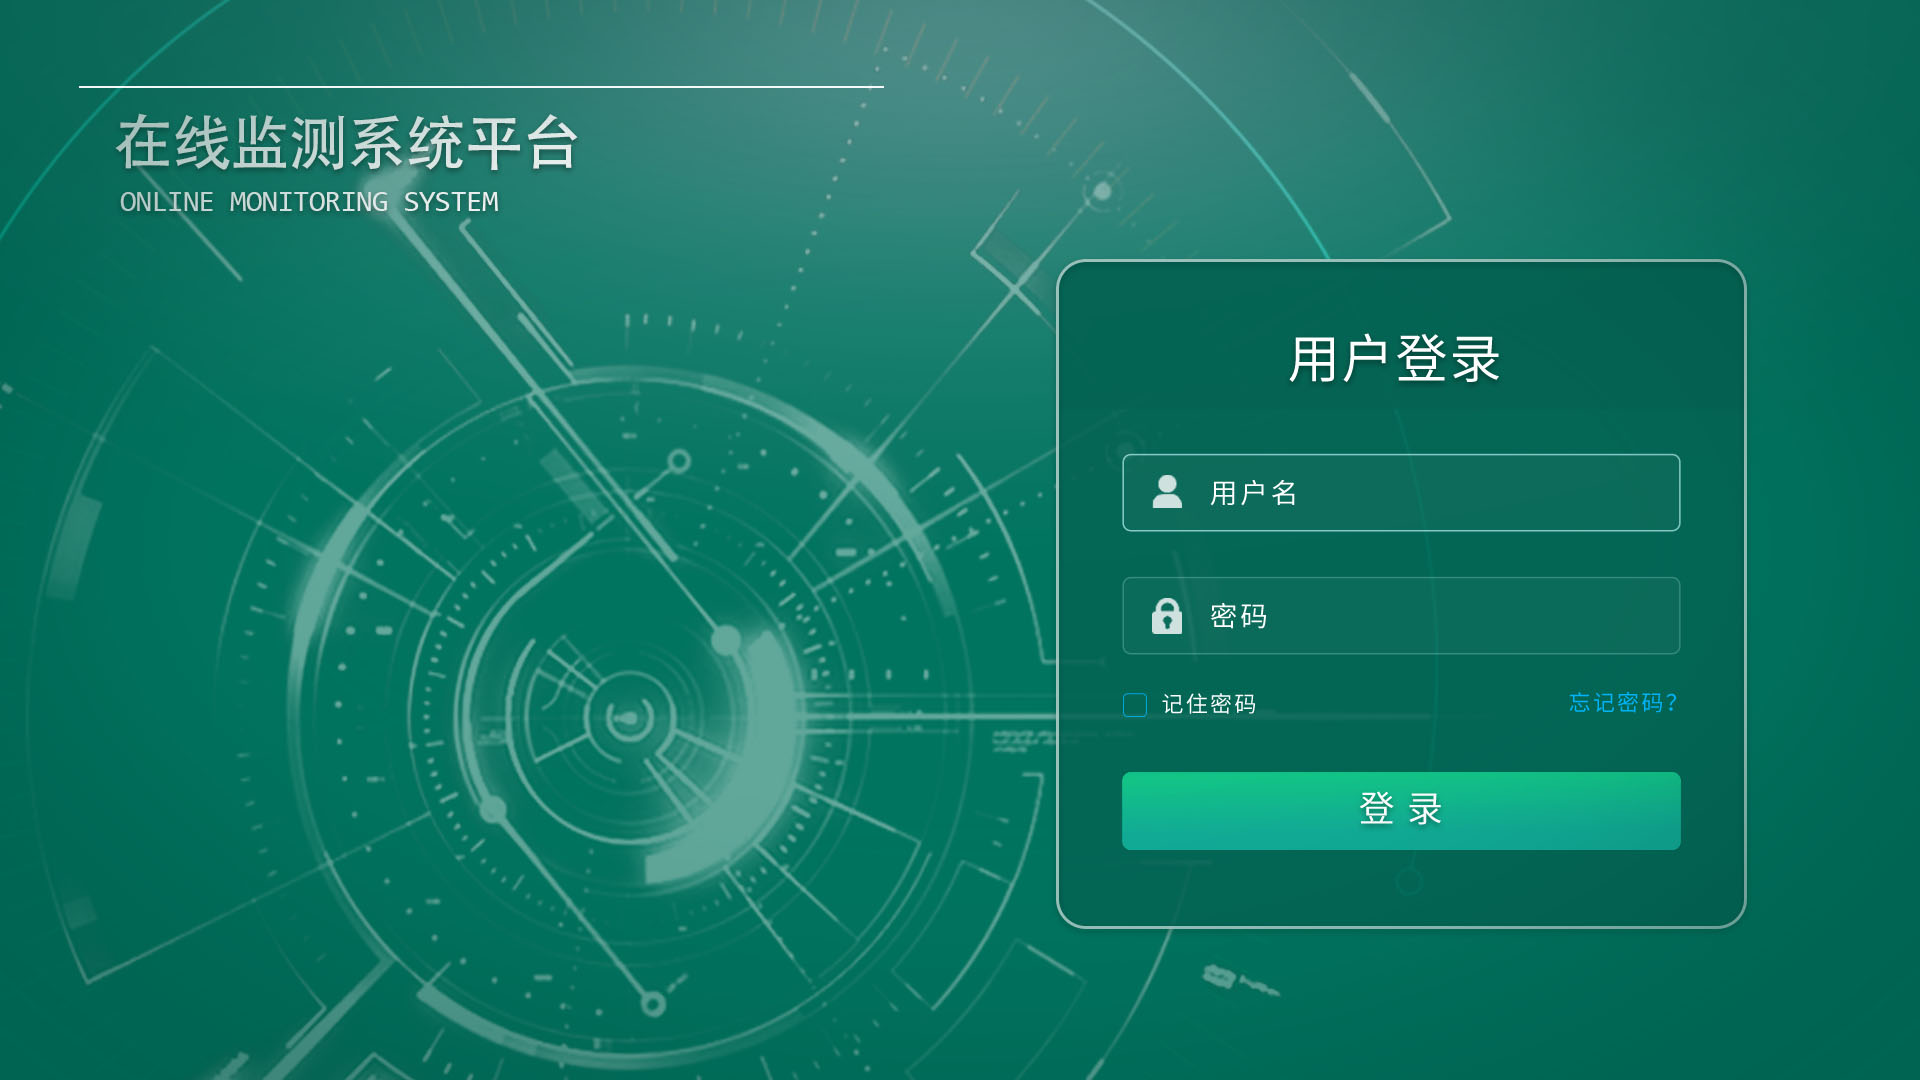 在线监测系统平台
ONLINE MONITORING SYSTEM
用户登录
用户名
密码
记住密码
忘记密码?
登 录